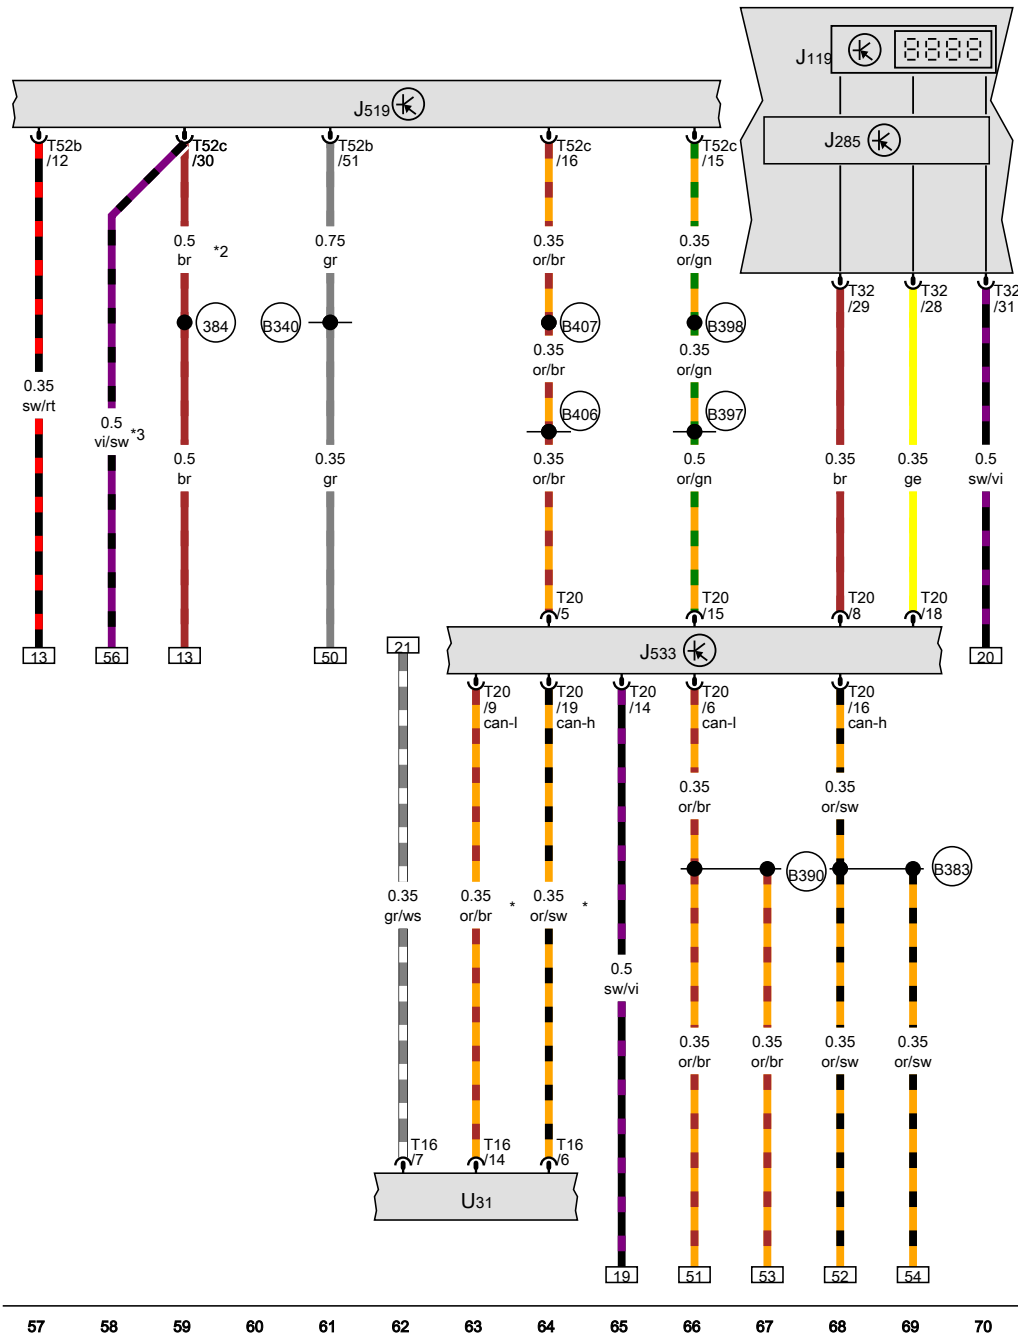 J119
J519
J285
T52b
/12
T52c
/30
T52b
/51
T52c
/16
T52c
/15
0.5
br
*2
0.75
gr
0.35
or/br
0.35
or/gn
T32
/29
T32
/28
T32
/31
384
B340
B407
B398
0.35
or/br
0.35
or/gn
0.35
sw/rt
0.5
vi/sw
*3
B406
B397
0.5
br
0.35
gr
0.35
or/br
0.5
or/gn
0.35
br
0.35
ge
0.5
sw/vi
T20
/5
T20
/15
T20
/8
T20
/18
13
56
13
50
21
J533
20
T20
/9
can-l
T20
/19
can-h
T20
/14
T20
/6
can-l
T20
/16
can-h
0.35
or/br
0.35
or/sw
B390
B383
0.35
gr/ws
0.35
or/br
*
0.35
or/sw
*
0.5
sw/vi
0.35
or/br
0.35
or/br
0.35
or/sw
0.35
or/sw
T16
/7
T16
/14
T16
/6
U31
19
51
53
52
54
57 58 59 60 61 62 63 64 65 66 67 68 69 70